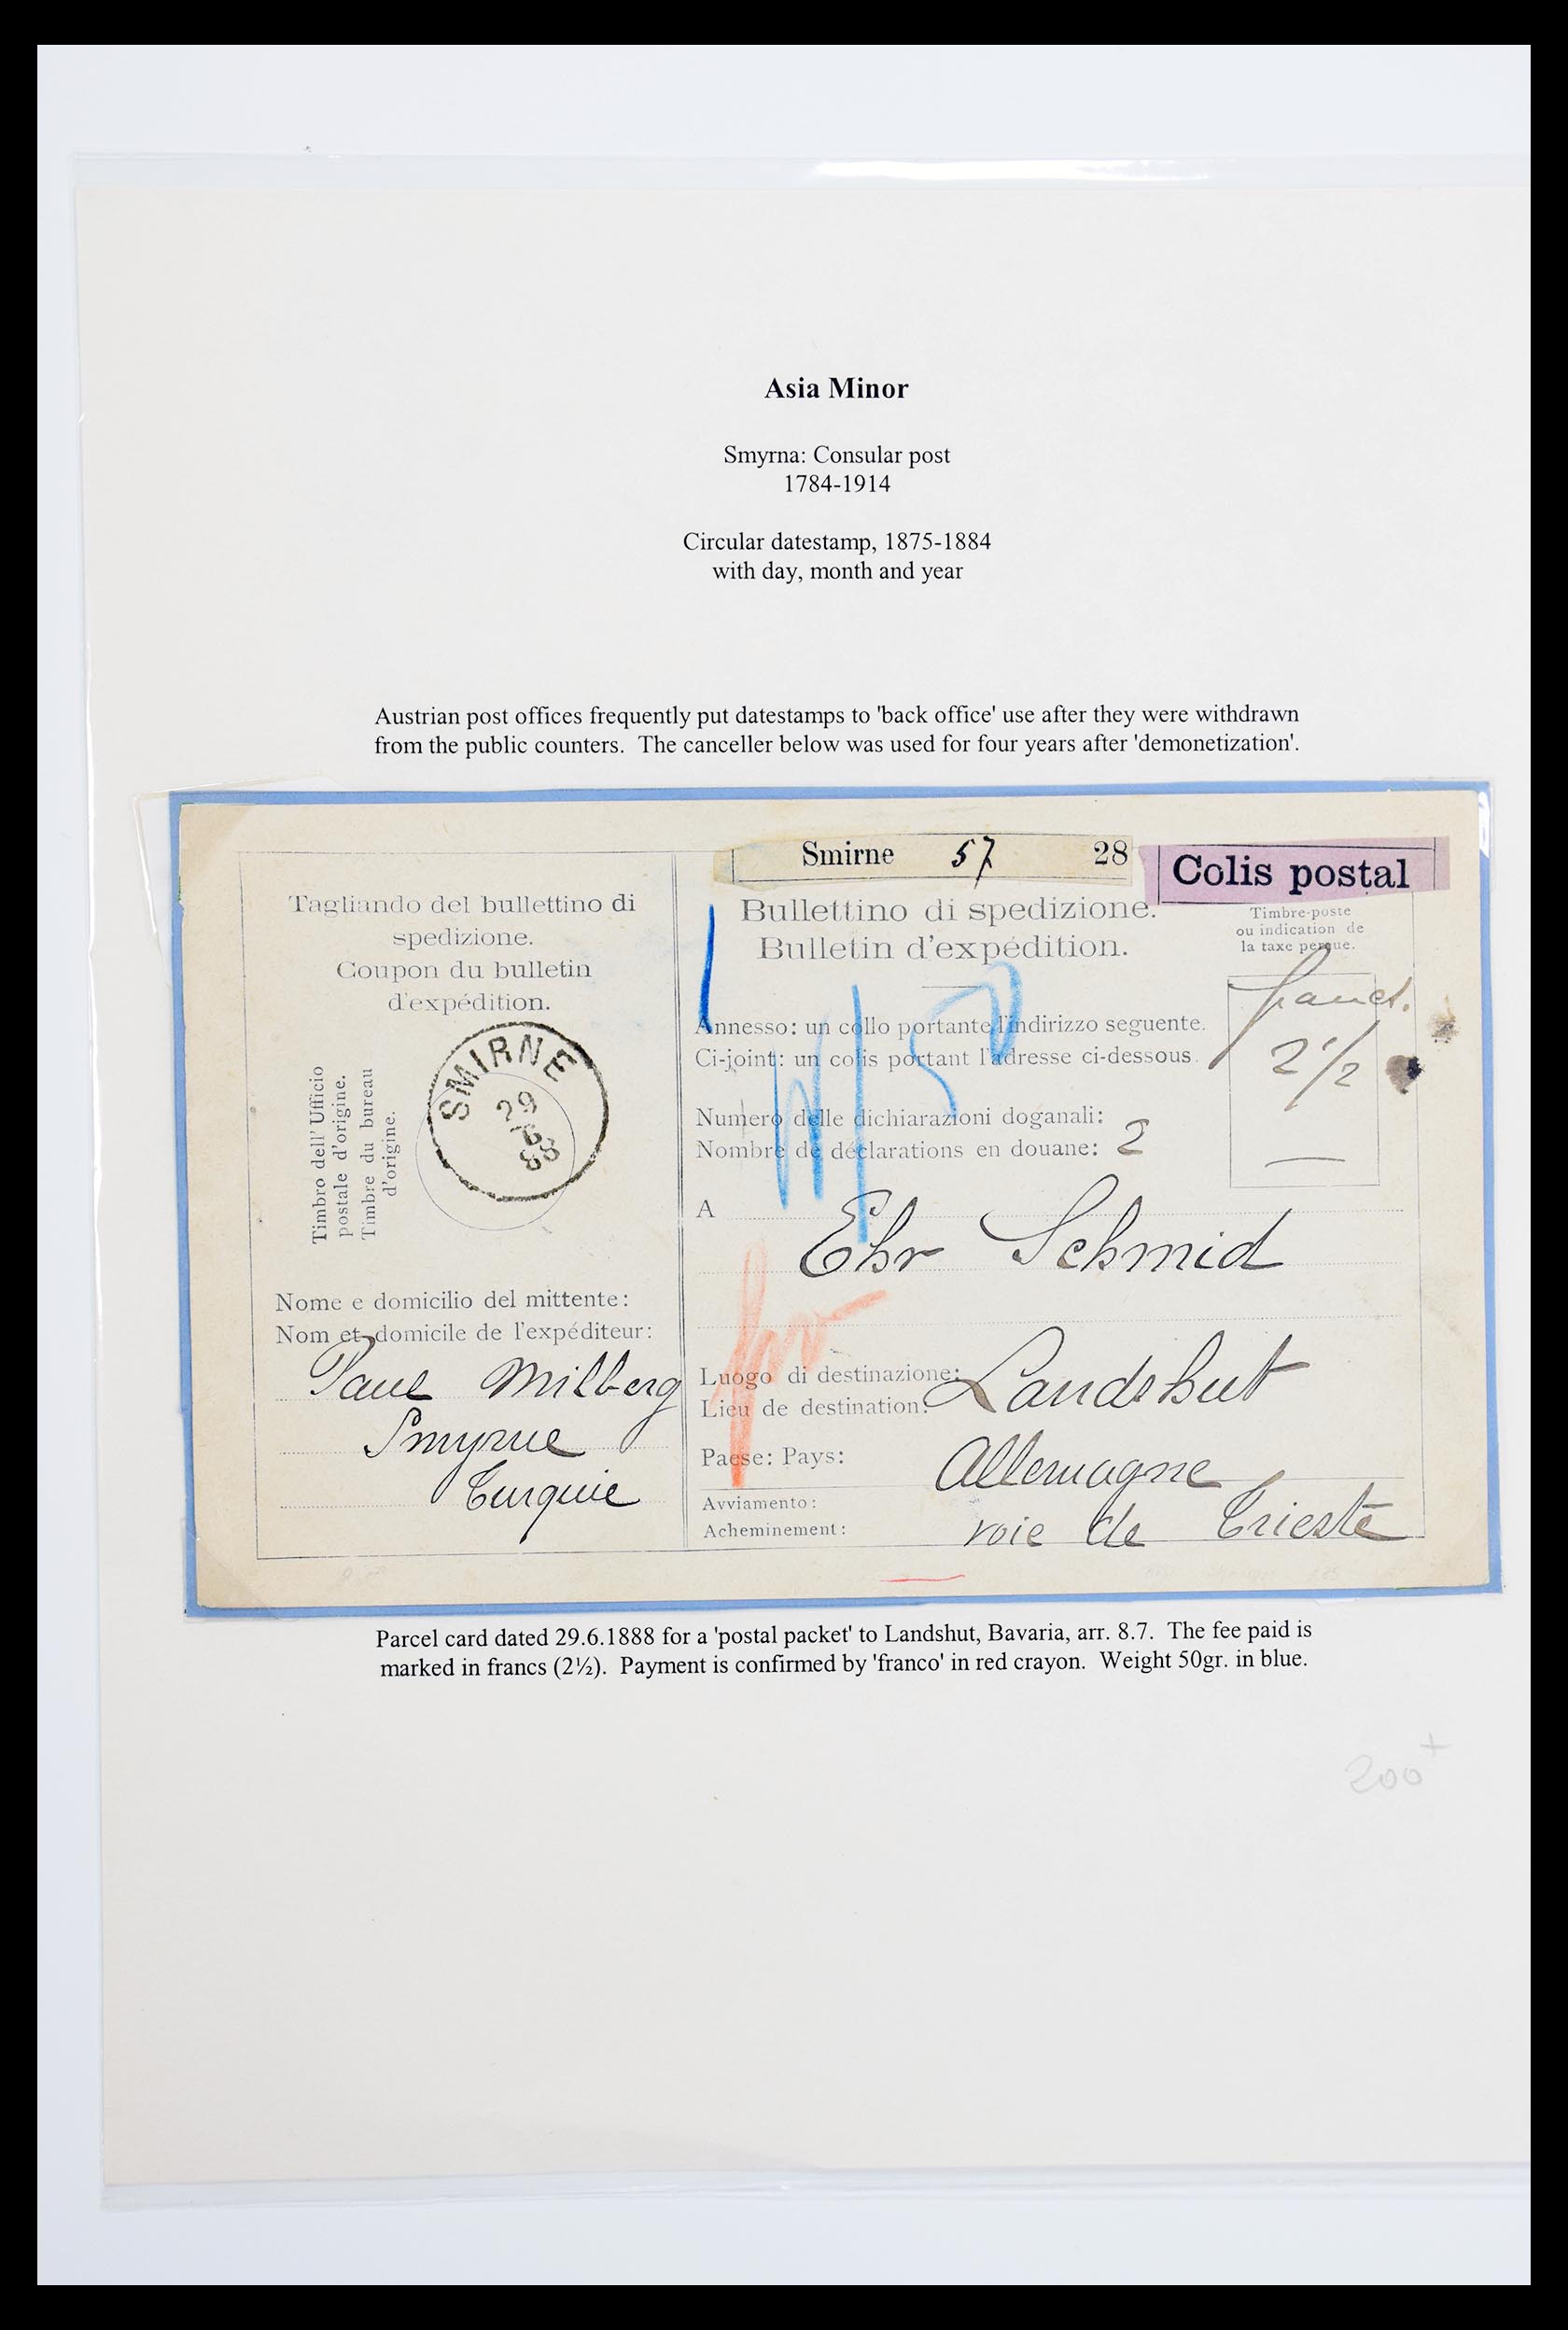 Asia Minor
Smyrna: Consular post
1784-1914
Circular datestamp, 1875-1884
with day, month and year
Austrian post offices frequently put datestamps to 'back office' use after they were withdrawn
from the public counters. The canceller below was used for four years after 'demonetization'.
Smirne 57 28
Colis postal
Tagliando del bullettino di
spedizione.
Coupon du bulletin
d'expédition.
SMIRNE
29
6
88
Timbro dell' Ufficio
postale d'origine.
Timbre du bureau
d'origine.
Nome e domicilio del mittente:
Nom et domicile de l'expéditeur:
Paul Milberg
Smyrne
Turquie
Bullettino di spedizione.
Bulletin d'expédition.
Timbre-poste
ou indication de
la taxe perçue.
2 1/2
Annesso: un collo portante l'indirizzo seguente.
Ci-joint: un colis portant l'adresse ci-dessous.
Numero delle dichiarazioni doganali:
Nombre de déclarations en douane: 2
A
Ehr Schmid
Luogo di destinazione:
Lieu de destination: Landshut
Paese: Pays: Allemagne
Avviamento:
Acheminement: voie de Trieste
Parcel card dated 29.6.1888 for a 'postal packet' to Landshut, Bavaria, arr. 8.7. The fee paid is
marked in francs (2½). Payment is confirmed by 'franco' in red crayon. Weight 50gr. in blue.
200+